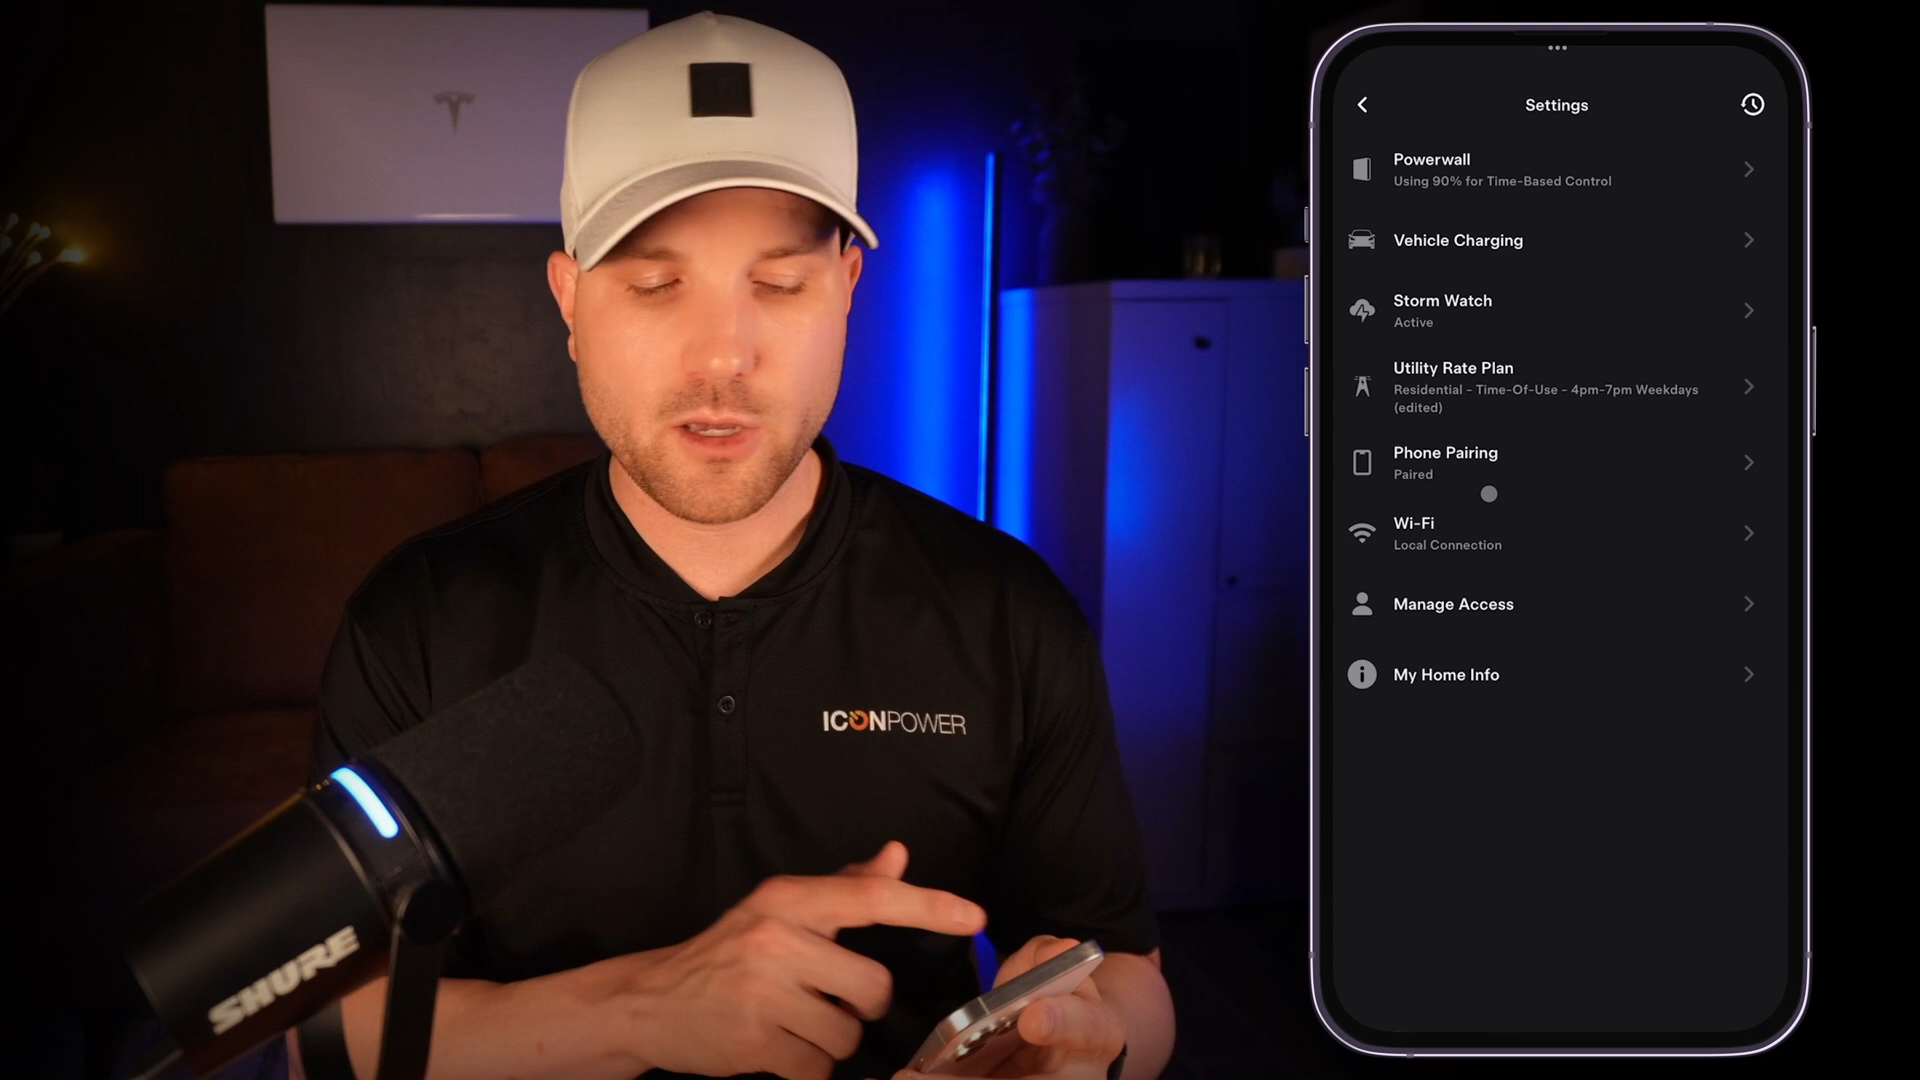 ICONPOWER
SHURE
Settings
Powerwall
Using 90% for Time-Based Control
Vehicle Charging
Storm Watch
Active
Utility Rate Plan
Residential - Time-Of-Use - 4pm-7pm Weekdays
(edited)
Phone Pairing
Paired
Wi-Fi
Local Connection
Manage Access
My Home Info